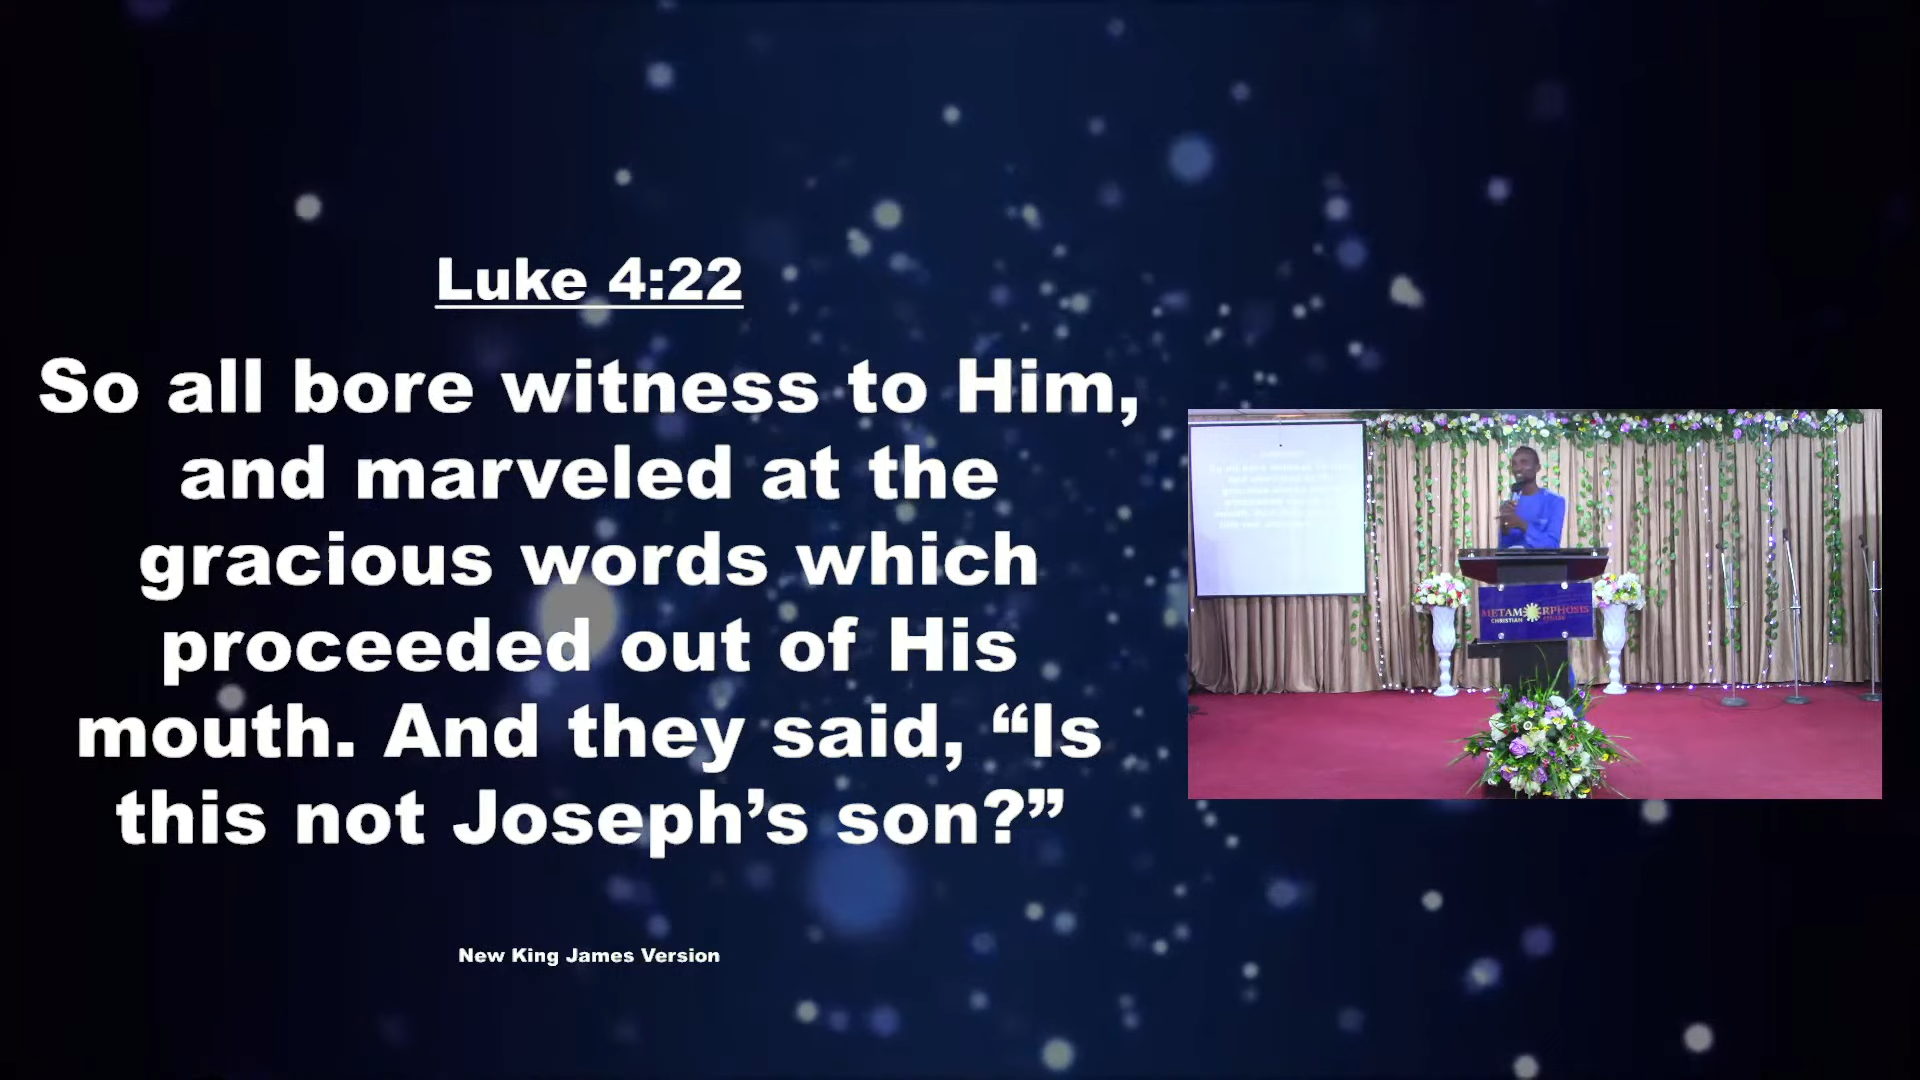 Luke 4:22
So all bore witness to Him,
and marveled at the
gracious words which
proceeded out of His
mouth. And they said, “Is
this not Joseph’s son?”
New King James Version
METAMORPHOSIS
CHRISTIAN